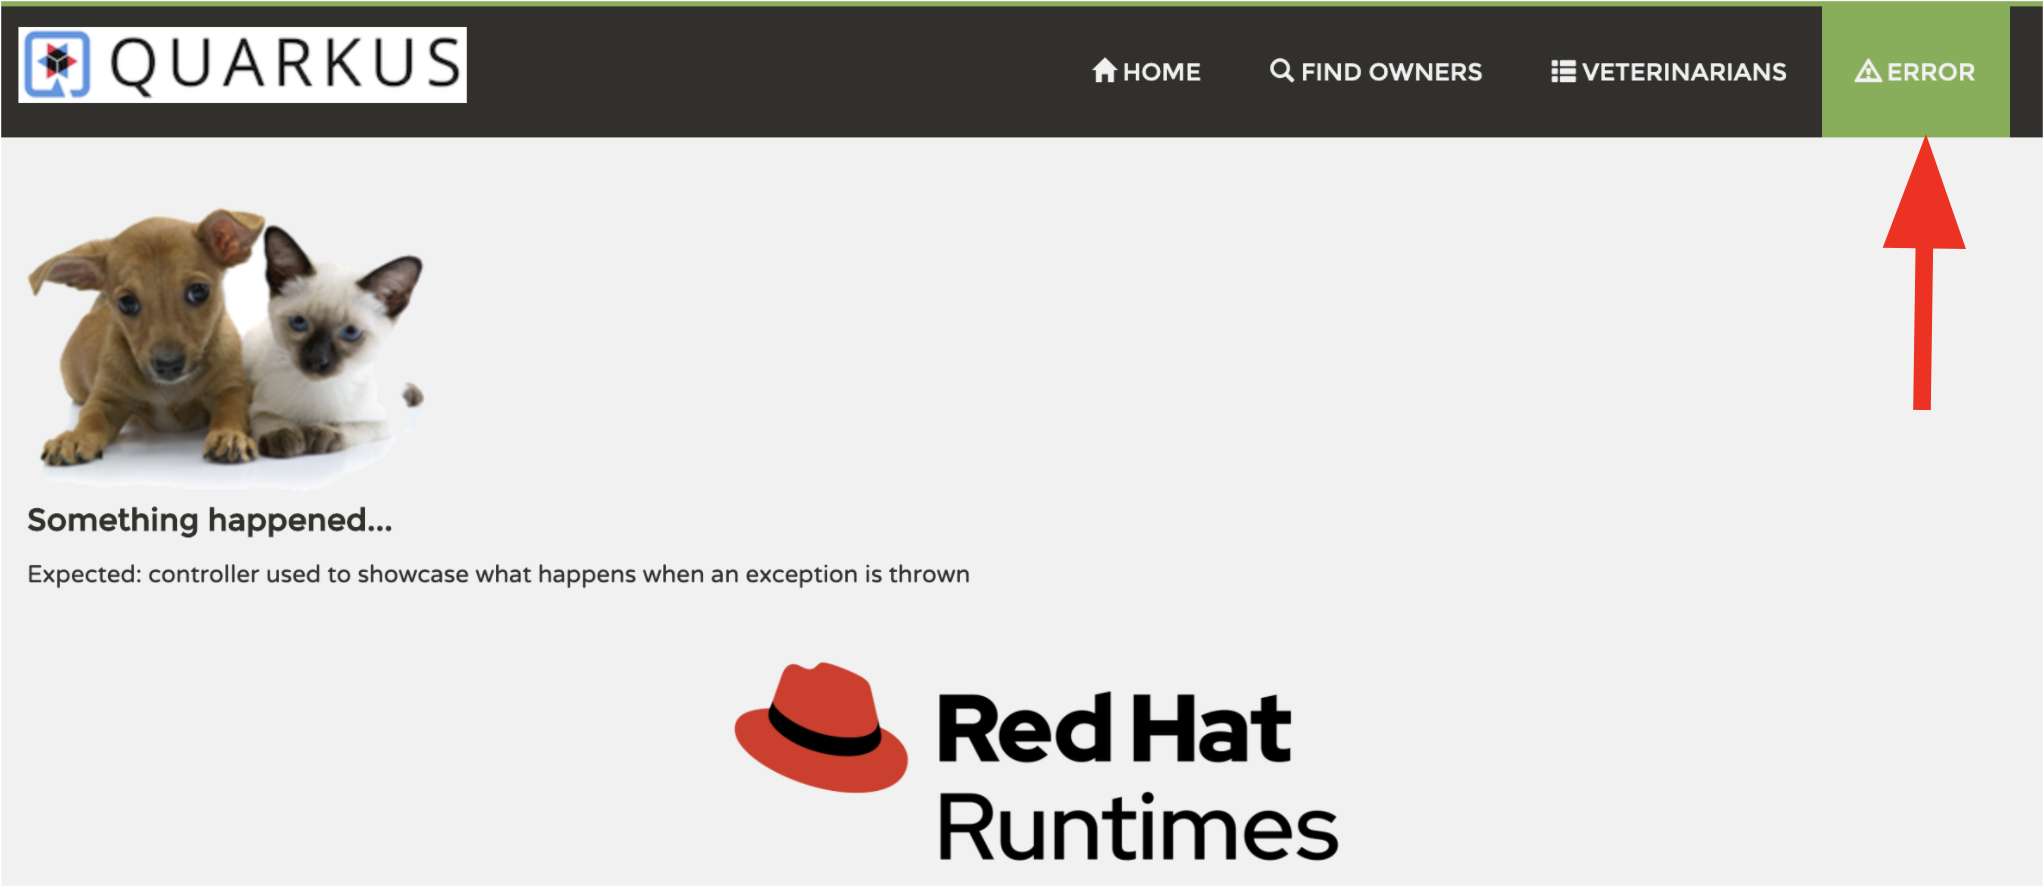 QUARKUS
HOME FIND OWNERS VETERINARIANS ERROR
Something happened...
Expected: controller used to showcase what happens when an exception is thrown
Red Hat
Runtimes